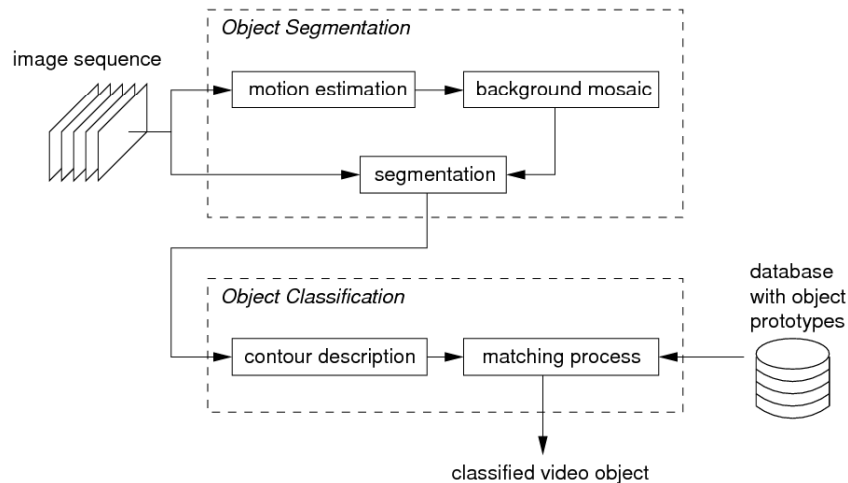 Object Segmentation
image sequence
motion estimation
background mosaic
segmentation
database
with object
prototypes
Object Classification
contour description
matching process
classified video object